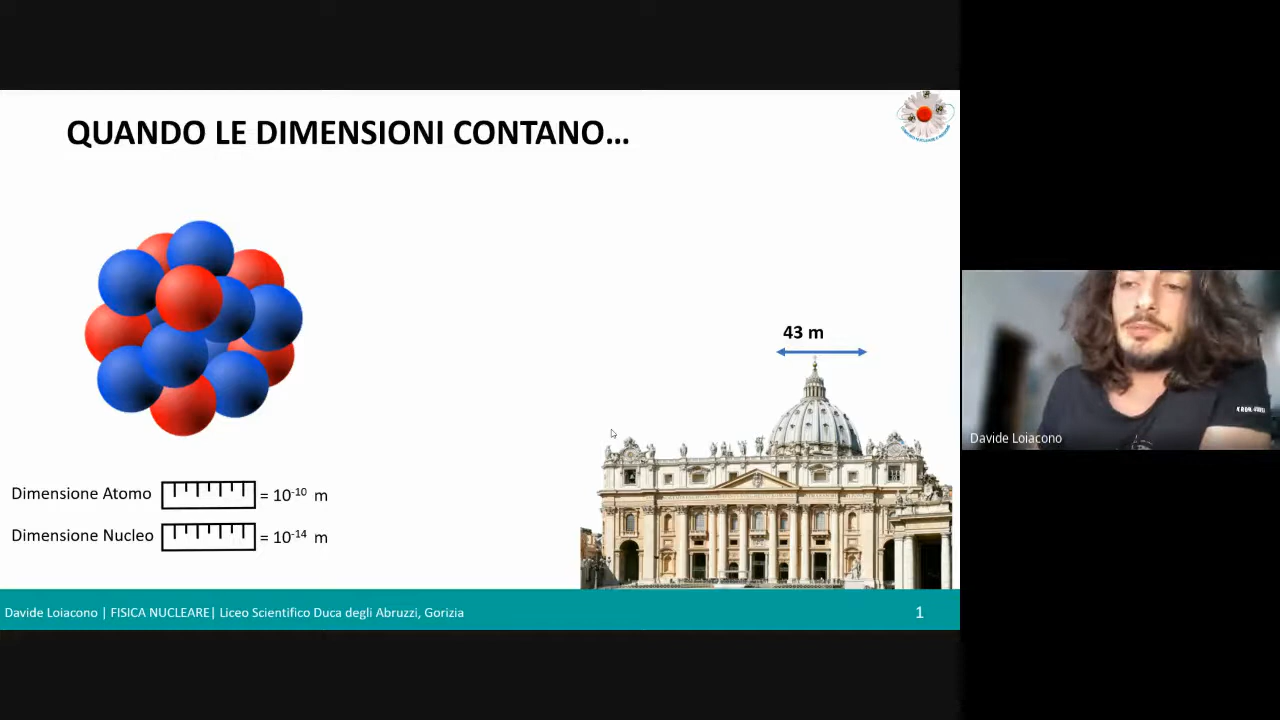 QUANDO LE DIMENSIONI CONTANO...
43 m
Dimensione Atomo = 10⁻¹⁰ m
Dimensione Nucleo = 10⁻¹⁴ m
Davide Loiacono | FISICA NUCLEARE| Liceo Scientifico Duca degli Abruzzi, Gorizia
1
Davide Loiacono